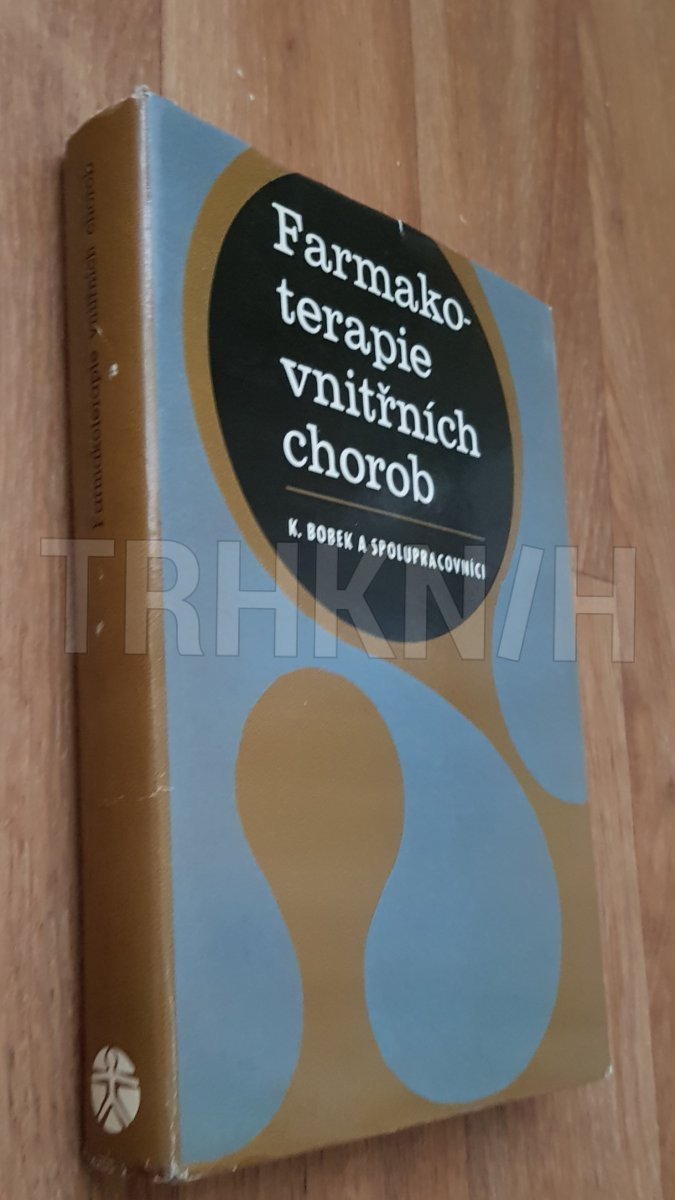 Farmako-
terapie
vnitřních
chorob
K. BOBEK A SPOLUPRACOVNÍCI
Farmakoterapie vnitřních chorob
TRHKNIH